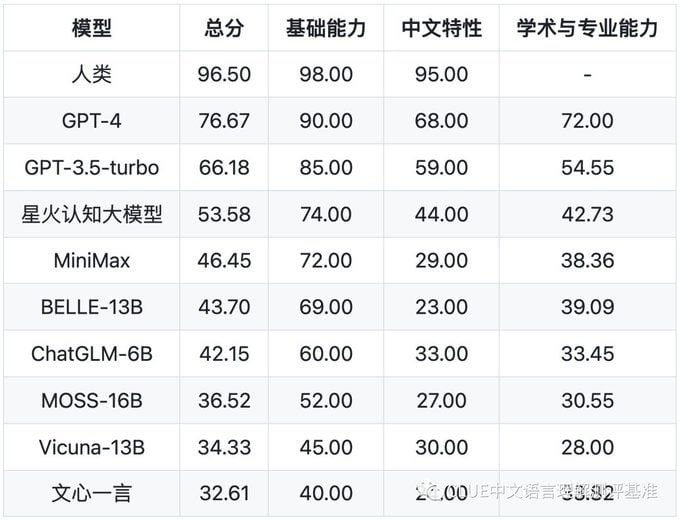 模型 总分 基础能力 中文特性 学术与专业能力
人类 96.50 98.00 95.00 -
GPT-4 76.67 90.00 68.00 72.00
GPT-3.5-turbo 66.18 85.00 59.00 54.55
星火认知大模型 53.58 74.00 44.00 42.73
MiniMax 46.45 72.00 29.00 38.36
BELLE-13B 43.70 69.00 23.00 39.09
ChatGLM-6B 42.15 60.00 33.00 33.45
MOSS-16B 36.52 52.00 27.00 30.55
Vicuna-13B 34.33 45.00 30.00 28.00
文心一言 32.61 40.00
CLUE中文语言理解测评基准